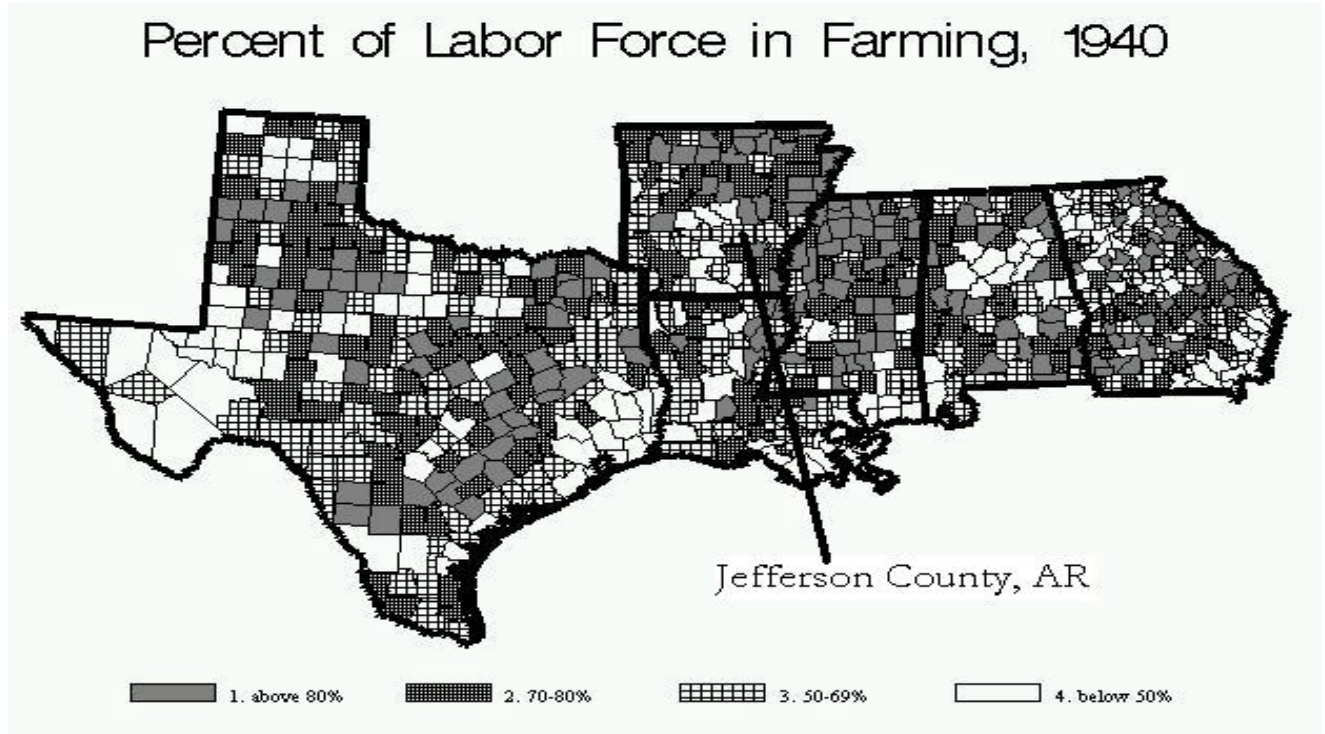 Percent of Labor Force in Farming, 1940
Jefferson County, AR
1. above 80%
2. 70-80%
3. 50-69%
4. below 50%